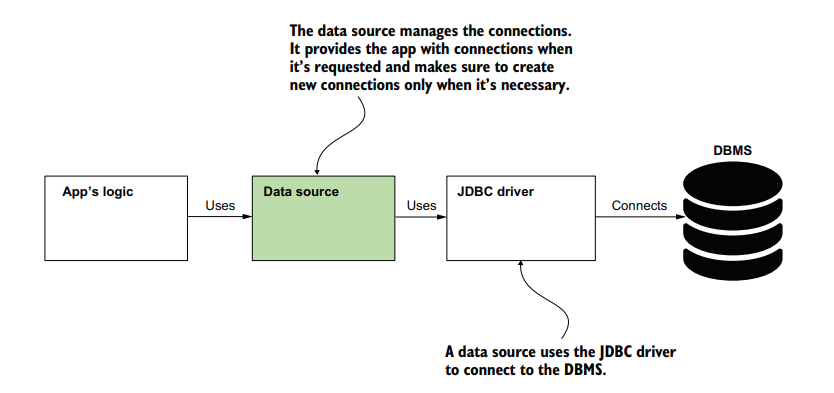 The data source manages the connections.
It provides the app with connections when
it's requested and makes sure to create
new connections only when it's necessary.
DBMS
App's logic
Uses
Data source
Uses
JDBC driver
Connects
A data source uses the JDBC driver
to connect to the DBMS.